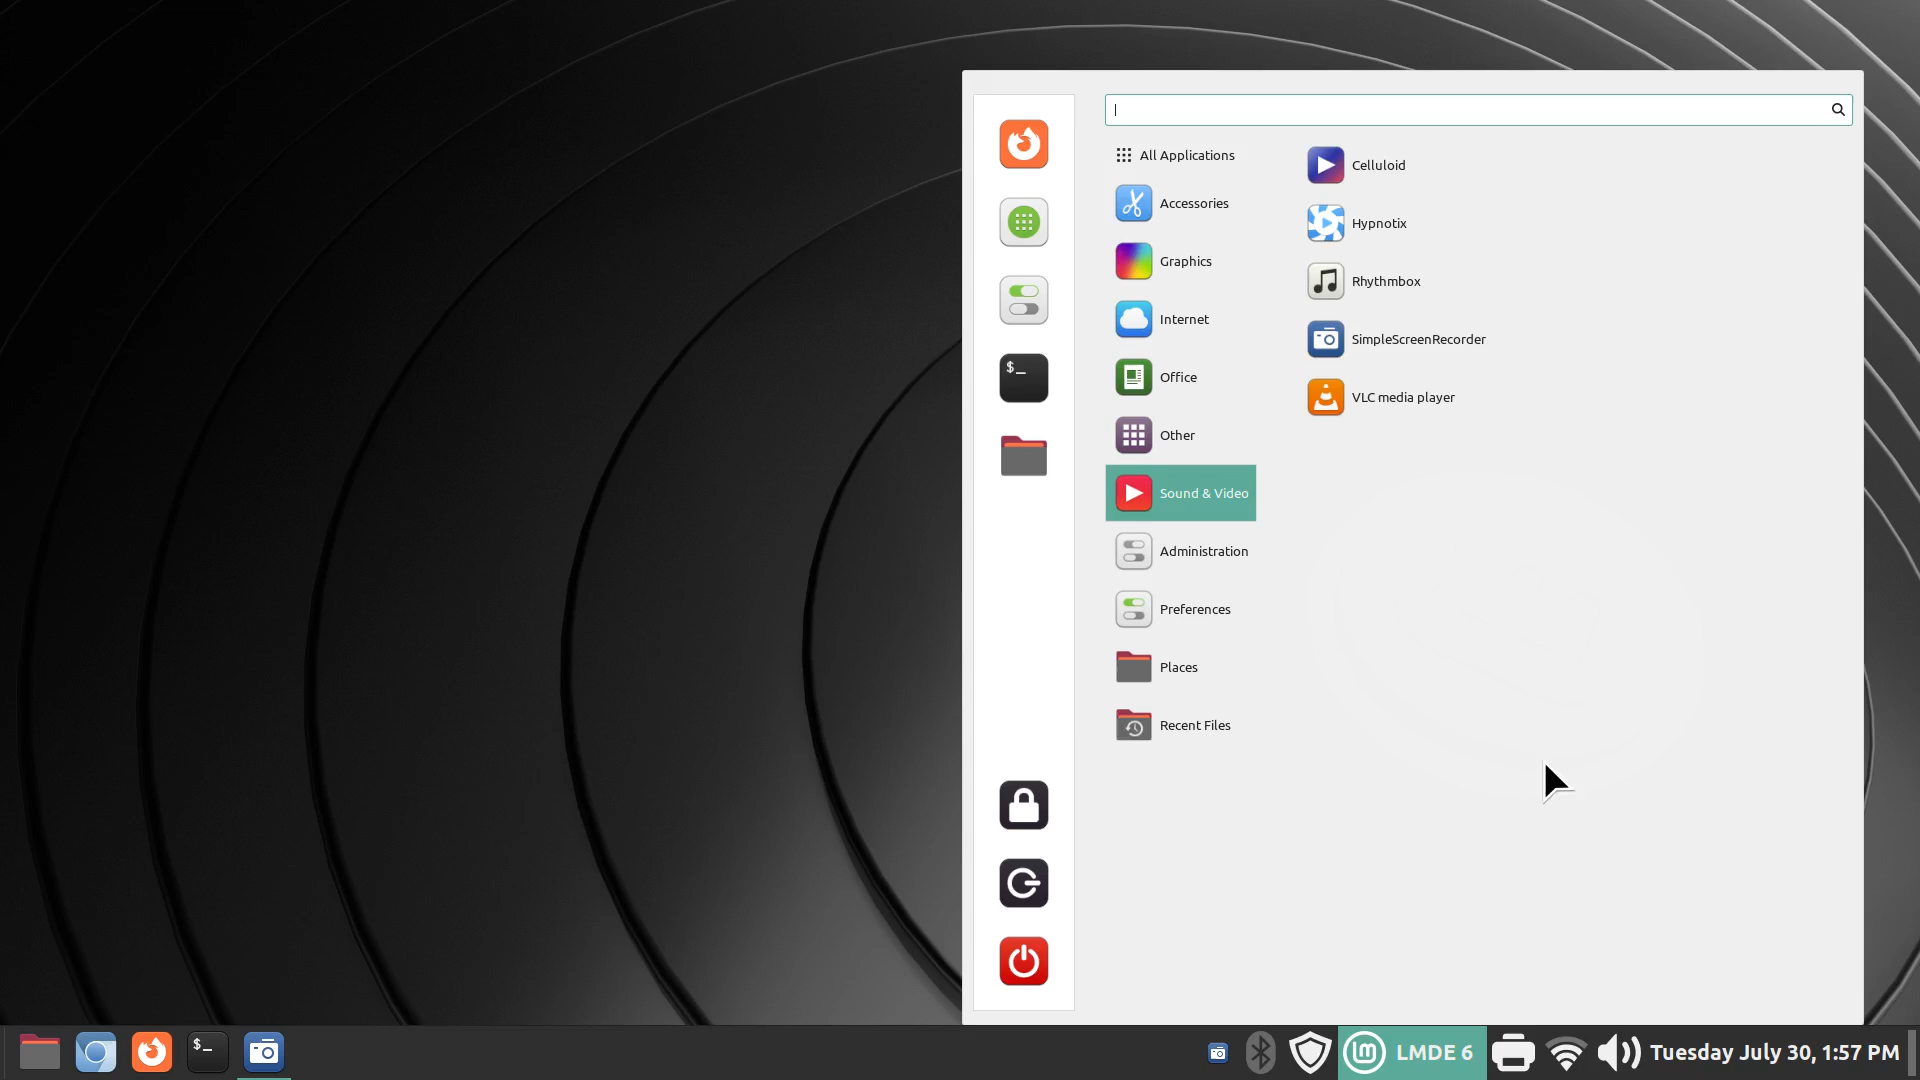 All Applications
Accessories
Graphics
Internet
Office
Other
Sound & Video
Administration
Preferences
Places
Recent Files
Celluloid
Hypnotix
Rhythmbox
SimpleScreenRecorder
VLC media player
$_
$_
LMDE 6
Tuesday July 30, 1:57 PM